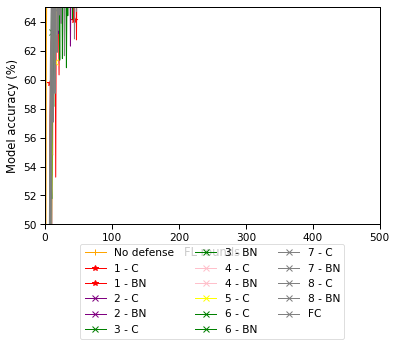 Model accuracy (%)
64
62
60
58
56
54
52
50
0 100 200 300 400 500
No defense
1 - C
1 - BN
2 - C
2 - BN
3 - C
3 - BN
4 - C
4 - BN
5 - C
6 - C
6 - BN
7 - C
7 - BN
8 - C
8 - BN
FC